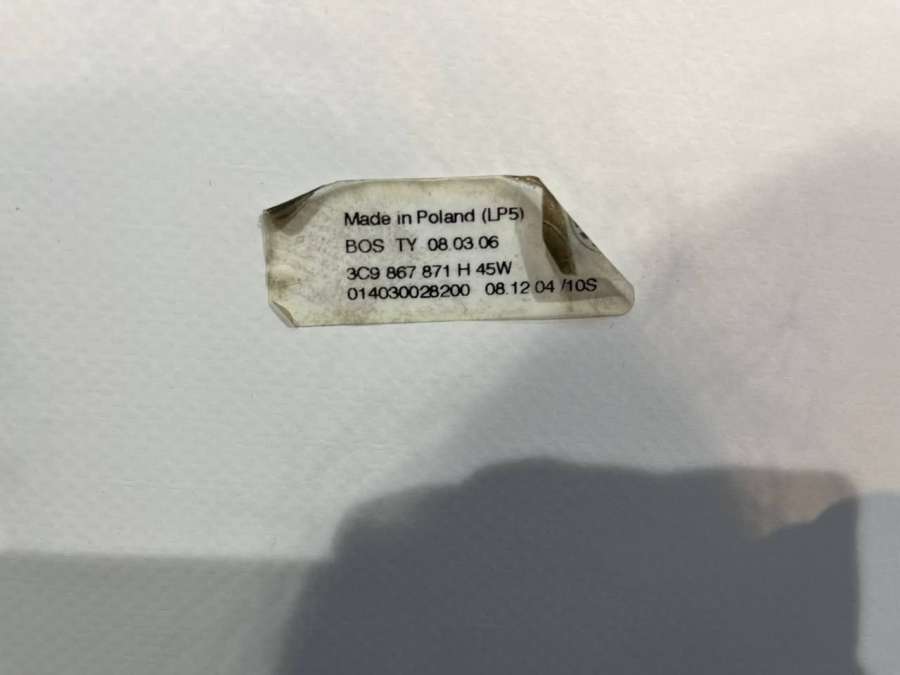 Made in Poland (LP5)
BOS TY 08.03.06
3C9 867 871 H 45W
014030028200 08.12 04 /10S